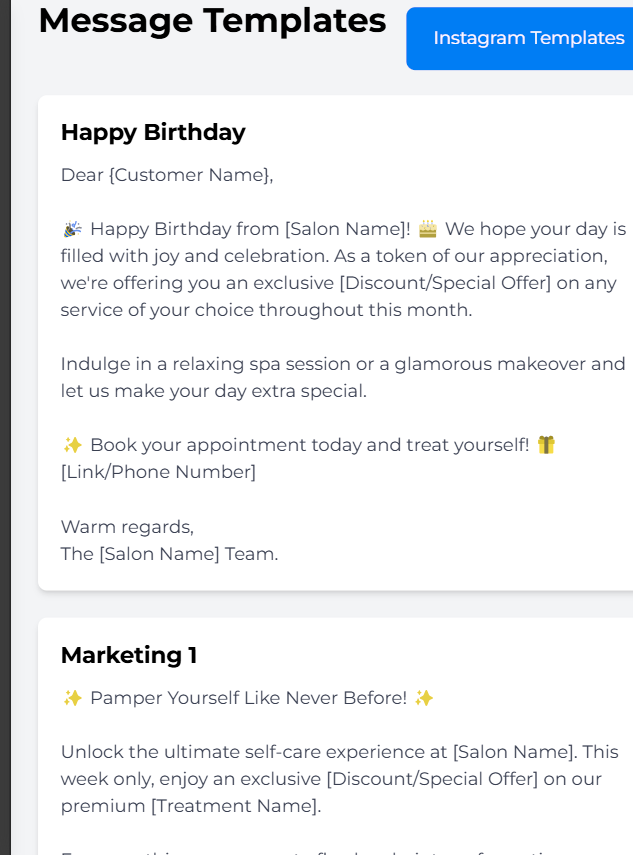 Message Templates
Instagram Templates
Happy Birthday
Dear {Customer Name},
🎉 Happy Birthday from [Salon Name]! 🎂 We hope your day is
filled with joy and celebration. As a token of our appreciation,
we're offering you an exclusive [Discount/Special Offer] on any
service of your choice throughout this month.
Indulge in a relaxing spa session or a glamorous makeover and
let us make your day extra special.
✨ Book your appointment today and treat yourself! 🎁
[Link/Phone Number]
Warm regards,
The [Salon Name] Team.
Marketing 1
✨ Pamper Yourself Like Never Before! ✨
Unlock the ultimate self-care experience at [Salon Name]. This
week only, enjoy an exclusive [Discount/Special Offer] on our
premium [Treatment Name].